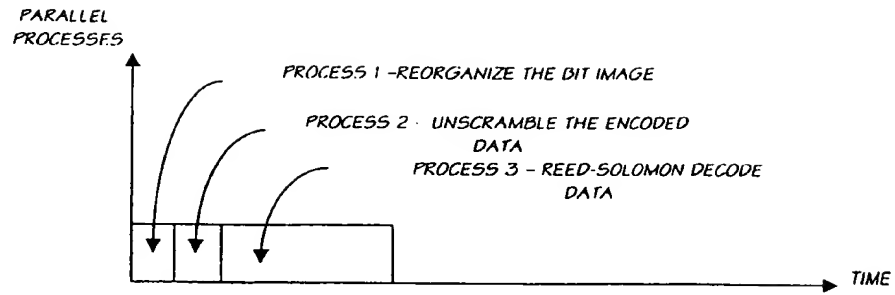 PARALLEL
PROCESSES
PROCESS 1 -REORGANIZE THE BIT IMAGE
PROCESS 2 - UNSCRAMBLE THE ENCODED
DATA
PROCESS 3 - REED-SOLOMON DECODE
DATA
TIME